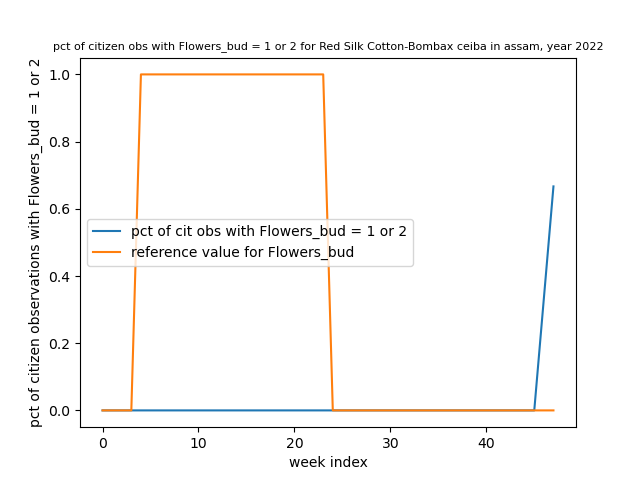 pct of citizen obs with Flowers_bud = 1 or 2 for Red Silk Cotton-Bombax ceiba in assam, year 2022
pct of citizen observations with Flowers_bud = 1 or 2
1.0
0.8
0.6
0.4
0.2
0.0
pct of cit obs with Flowers_bud = 1 or 2
reference value for Flowers_bud
0 10 20 30 40
week index